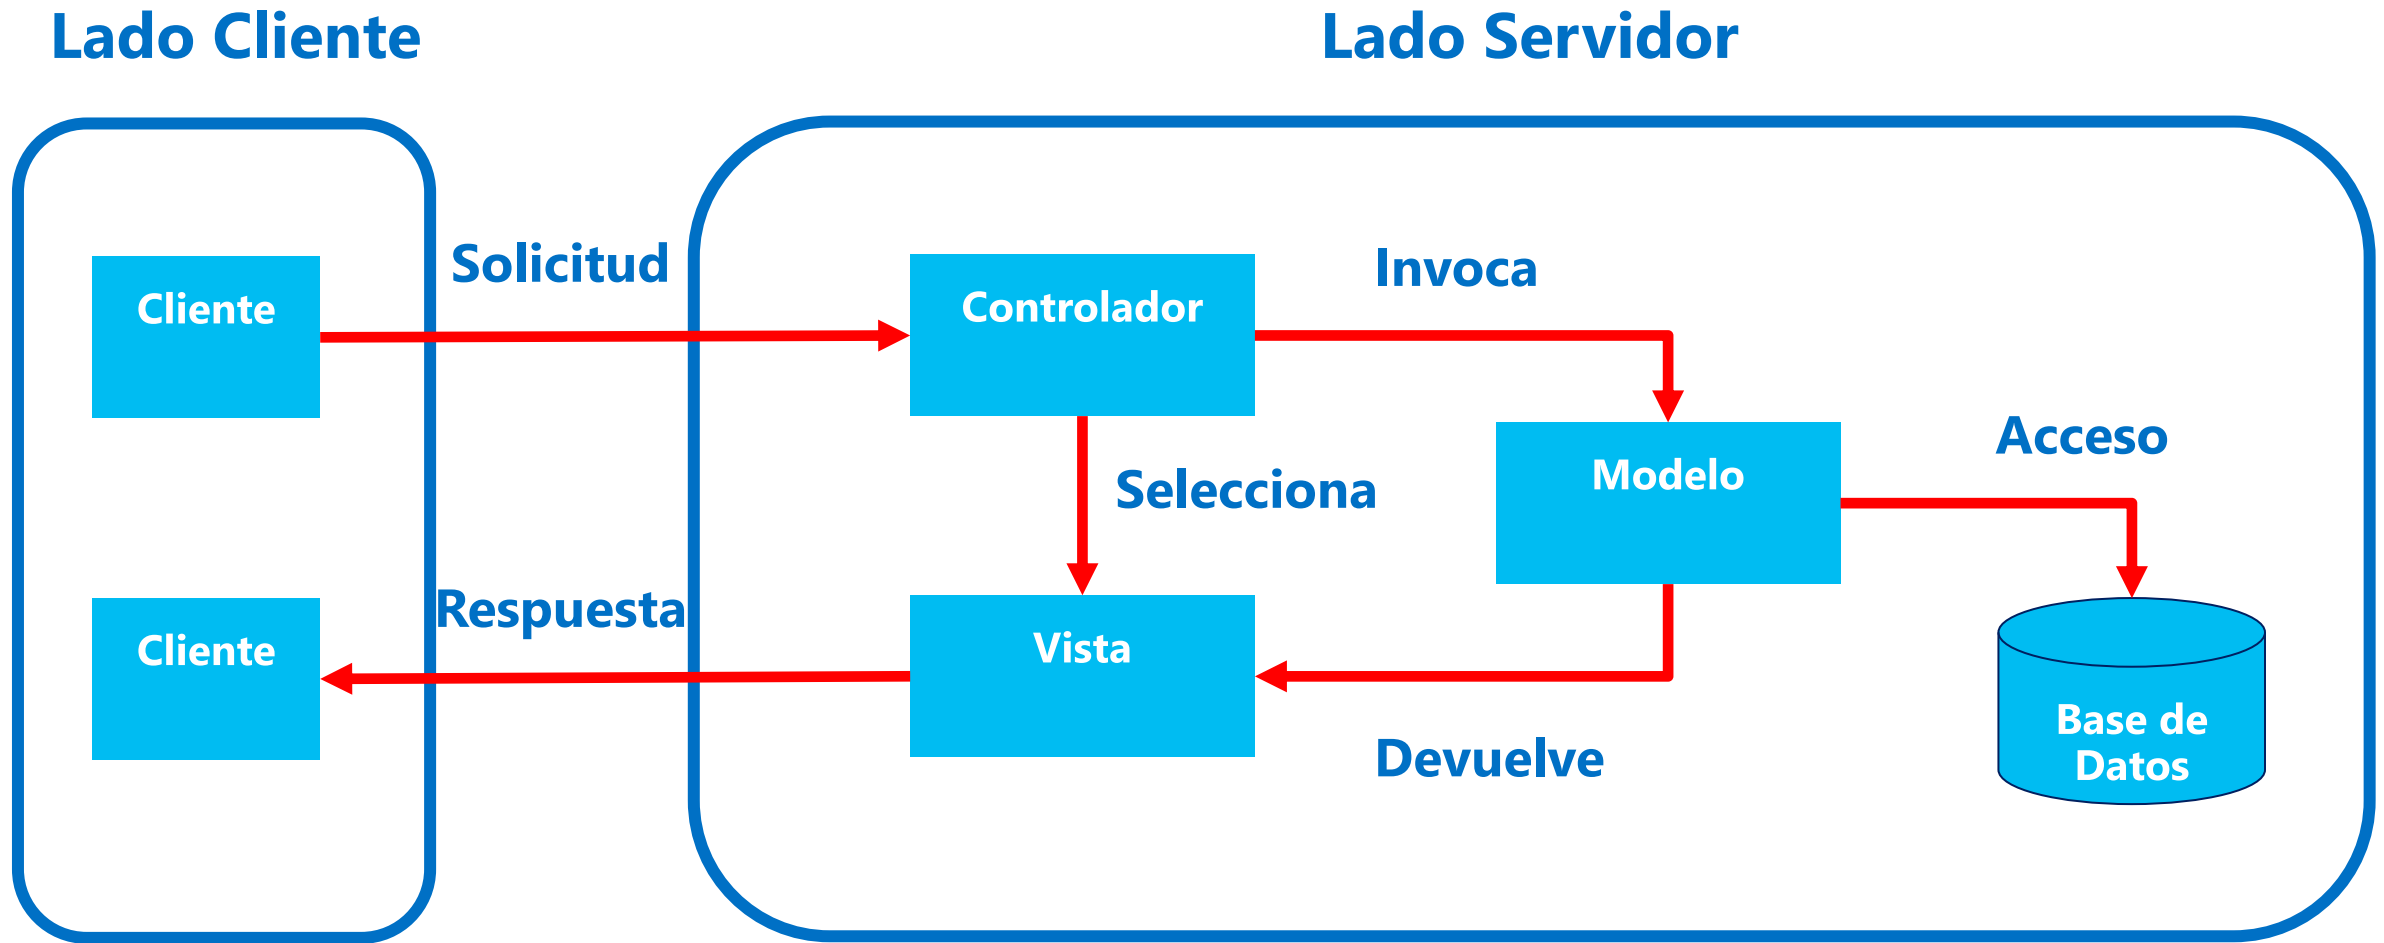 Lado Cliente
Lado Servidor
Solicitud
Invoca
Cliente
Controlador
Acceso
Modelo
Selecciona
Respuesta
Cliente
Vista
Base de
Datos
Devuelve